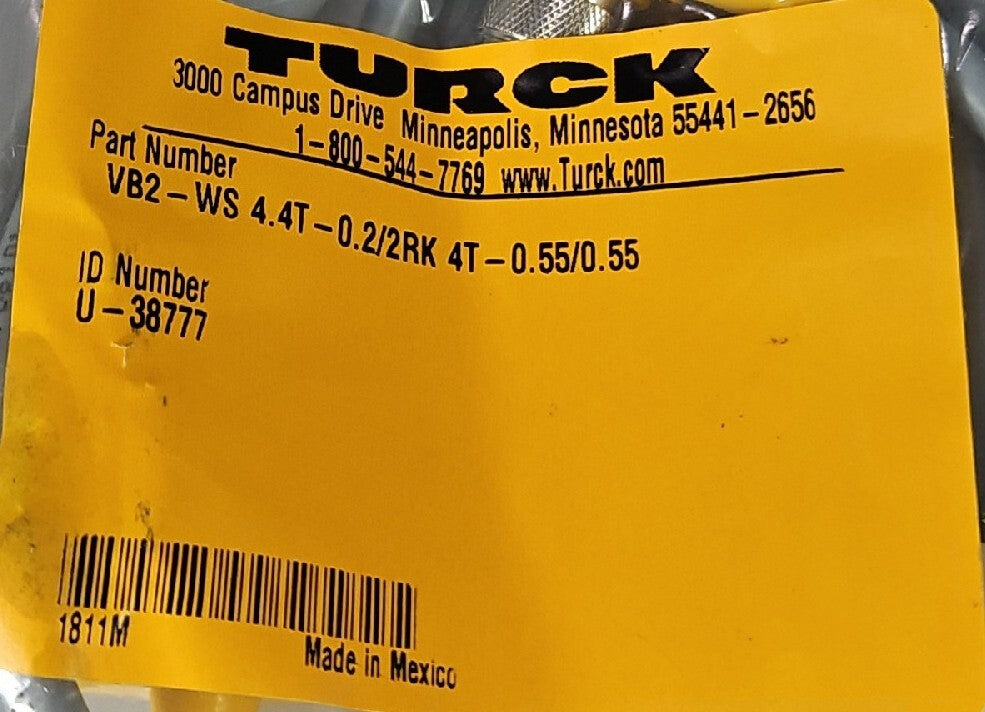 TURCK
3000 Campus Drive Minneapolis, Minnesota 55441-2656
1-800-544-7769 www.Turck.com
Part Number
VB2-WS 4.4T-0.2/2RK 4T-0.55/0.55
ID Number
U-38777
1811M
Made in Mexico